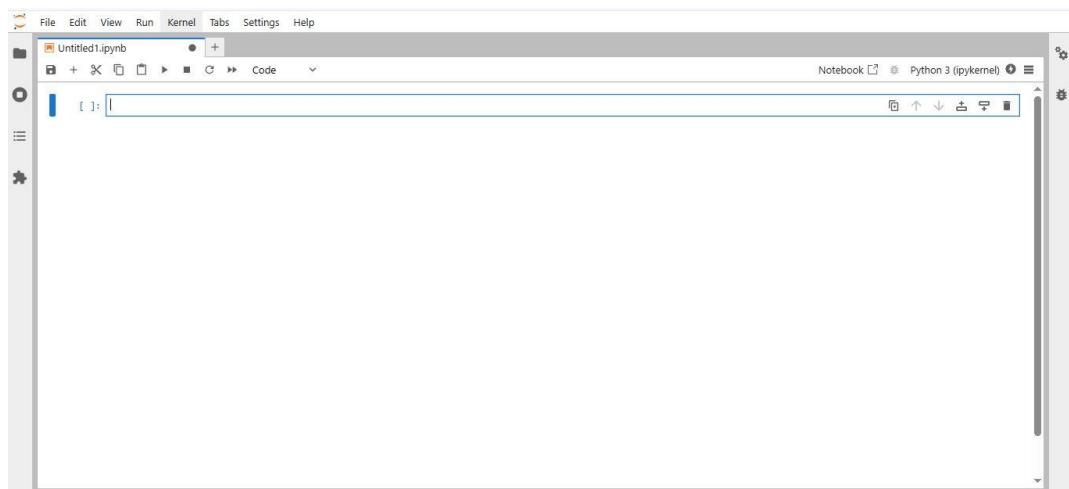 File Edit View Run Kernel Tabs Settings Help
Untitled1.ipynb
Code
Notebook
Python 3 (ipykernel)
[ ]: